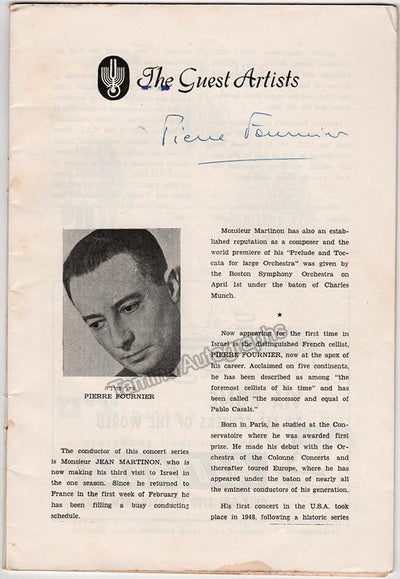 The Guest Artists
Pierre Fournier
Monsieur Martinon has also an estab-
lished reputation as a composer and the
world premiere of his "Prelude and Toc-
cata for large Orchestra" was given by
the Boston Symphony Orchestra on
April 1st under the baton of Charles
Munch.
★
Now appearing for the first time in
Israel is the distinguished French cellist,
PIERRE FOURNIER, now at the apex of
his career. Acclaimed on five continents,
he has been described as among "the
foremost cellists of his time" and has
been called "the successor and equal of
Pablo Casals."
Born in Paris, he studied at the Con-
servatoire where he was awarded first
prize. He made his debut with the Or-
chestra of the Colonne Concerts and
thereafter toured Europe, where he has
appeared under the baton of nearly all
the eminent conductors of his generation.
His first concert in the U.S.A. took
place in 1948, following a historic series
PIERRE FOURNIER
The conductor of this concert series
is Monsieur JEAN MARTINON, who is
now making his third visit to Israel in
the one season. Since he returned to
France in the first week of February he
has been filling a busy conducting
schedule.
Tamino Autographs